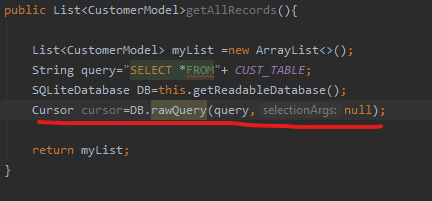 public List<CustomerModel>getAllRecords(){
List<CustomerModel> myList =new ArrayList<>();
String query="SELECT *FROM"+ CUST_TABLE;
SQLiteDatabase DB=this.getReadableDatabase();
Cursor cursor=DB.rawQuery(query, selectionArgs: null);
return myList;
}